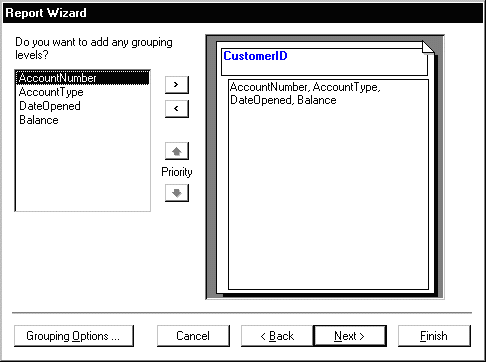 Report Wizard
Do you want to add any grouping
levels?
AccountNumber
AccountType
DateOpened
Balance
>
<
Priority
CustomerID
AccountNumber, AccountType,
DateOpened, Balance
Grouping Options ...
Cancel
< Back
Next >
Finish